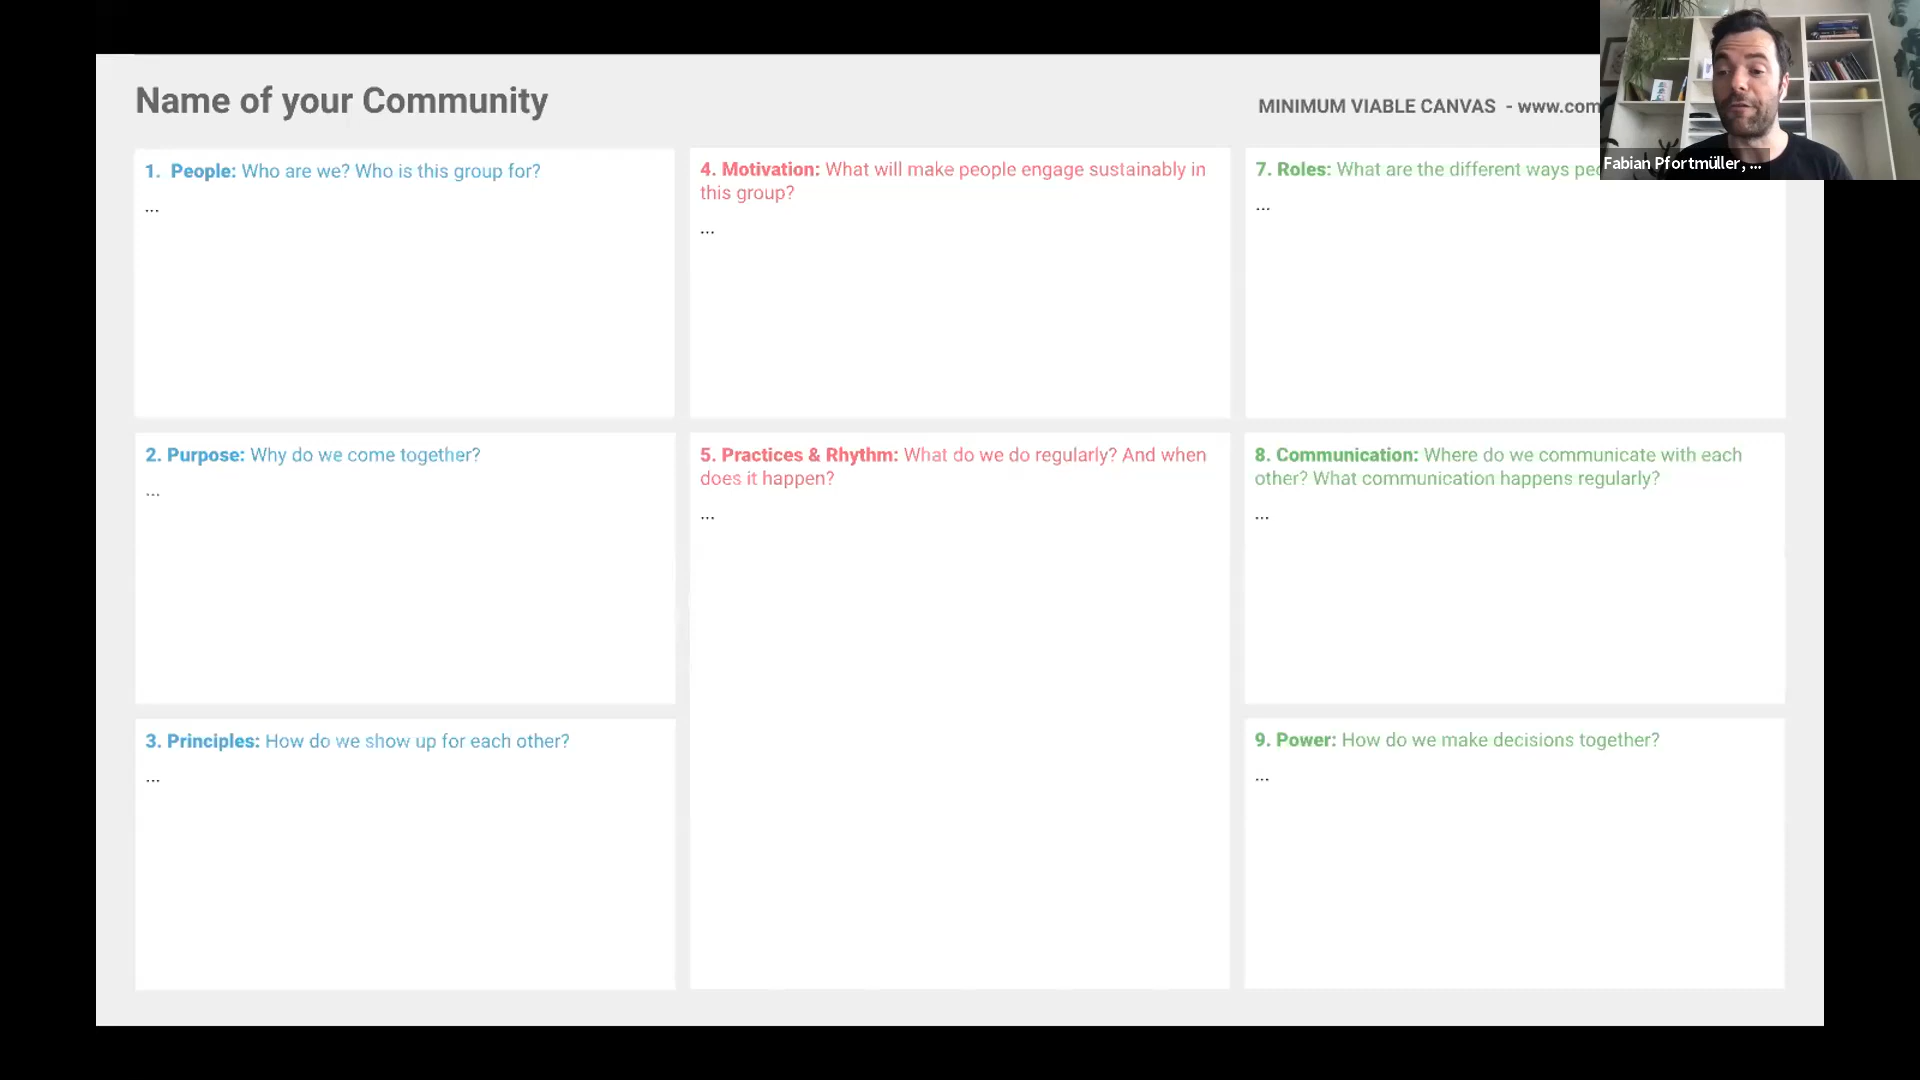 Name of your Community
MINIMUM VIABLE CANVAS - www.com
Fabian Pfortmüller, ...
1. People: Who are we? Who is this group for?
...
2. Purpose: Why do we come together?
...
3. Principles: How do we show up for each other?
...
4. Motivation: What will make people engage sustainably in
this group?
...
5. Practices & Rhythm: What do we do regularly? And when
does it happen?
...
7. Roles: What are the different ways
...
8. Communication: Where do we communicate with each
other? What communication happens regularly?
...
9. Power: How do we make decisions together?
...